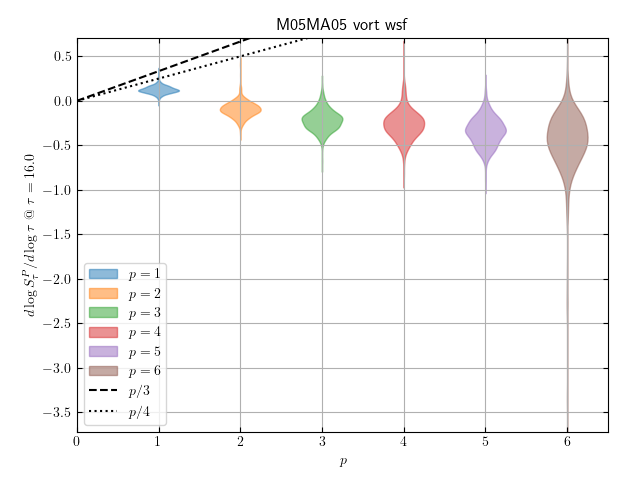 M05MA05 vort wsf
d log S_τ^P / d log τ @ τ = 16.0
0.5
0.0
−0.5
−1.0
−1.5
−2.0
−2.5
−3.0
−3.5
p = 1
p = 2
p = 3
p = 4
p = 5
p = 6
p/3
p/4
0 1 2 3 4 5 6
p